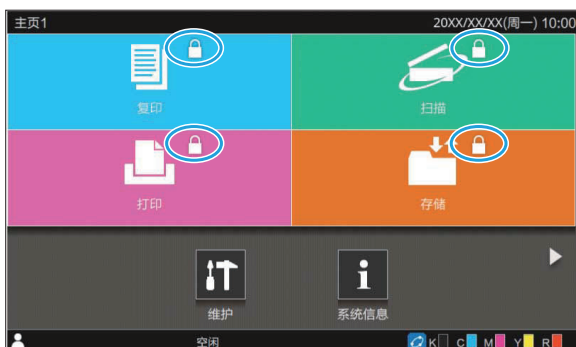 主页1 20XX/XX/XX(周一) 10:00
复印 扫描
打印 存储
维护 系统信息
空闲 K C M Y R